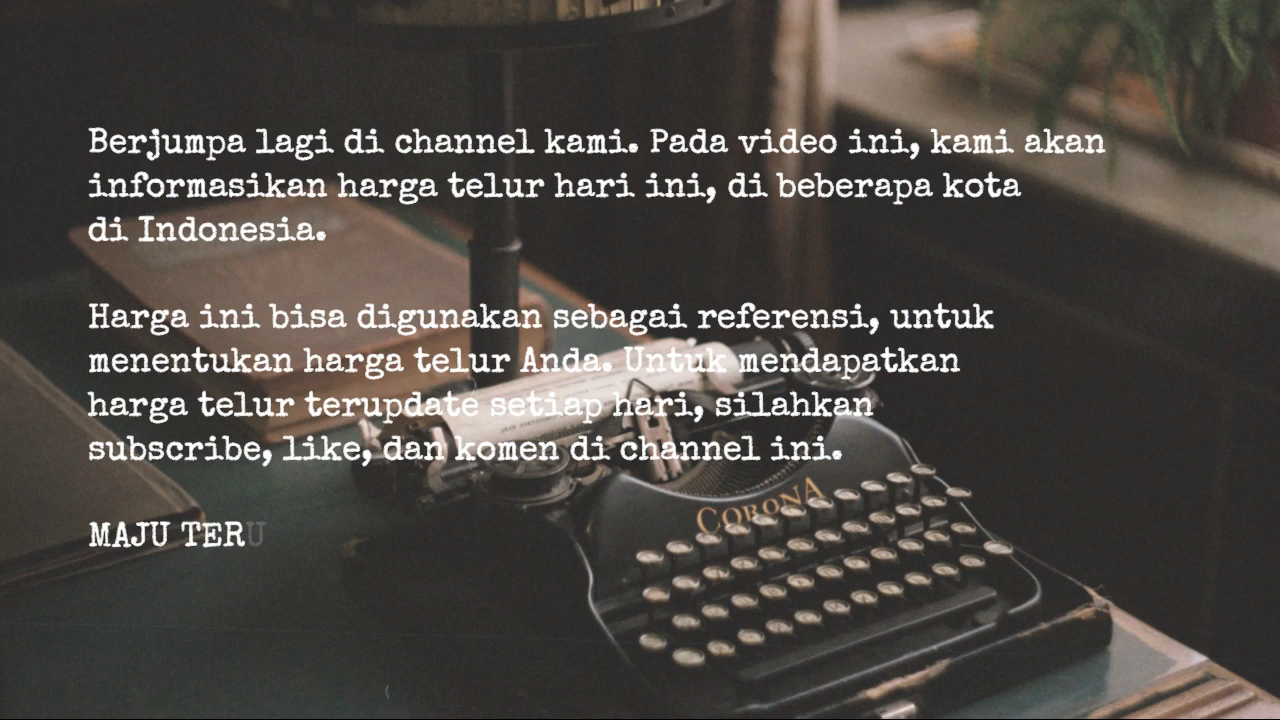 Berjumpa lagi di channel kami. Pada video ini, kami akan
informasikan harga telur hari ini, di beberapa kota
di Indonesia.
Harga ini bisa digunakan sebagai referensi, untuk
menentukan harga telur Anda. Untuk mendapatkan
harga telur terupdate setiap hari, silahkan
subscribe, like, dan komen di channel ini.
CORONA
MAJU TERU